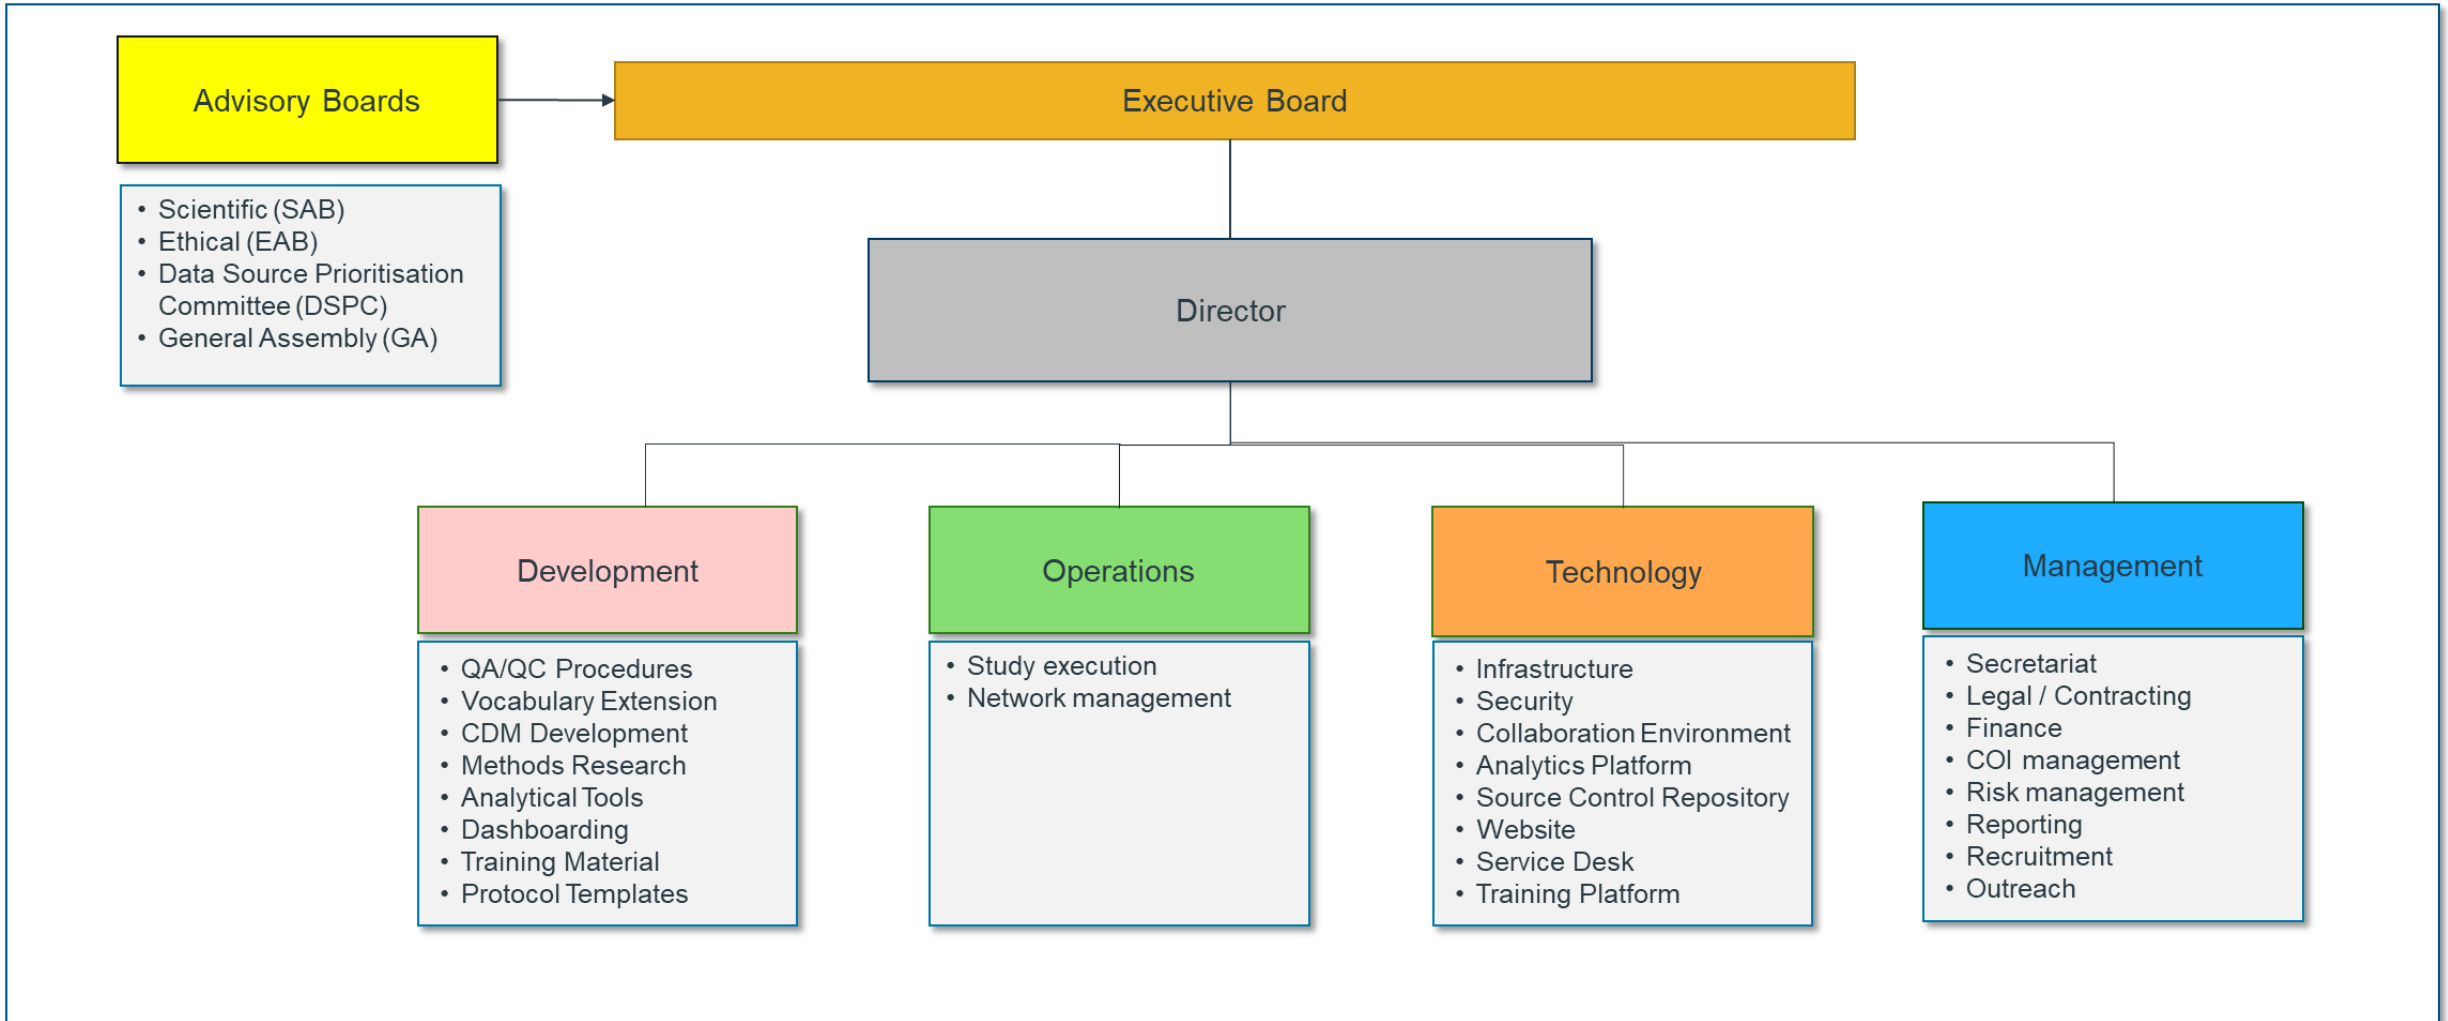 Advisory Boards
Executive Board
• Scientific (SAB)
• Ethical (EAB)
• Data Source Prioritisation
Committee (DSPC)
• General Assembly (GA)
Director
Development
Operations
Technology
Management
• QA/QC Procedures
• Vocabulary Extension
• CDM Development
• Methods Research
• Analytical Tools
• Dashboarding
• Training Material
• Protocol Templates
• Study execution
• Network management
• Infrastructure
• Security
• Collaboration Environment
• Analytics Platform
• Source Control Repository
• Website
• Service Desk
• Training Platform
• Secretariat
• Legal / Contracting
• Finance
• COI management
• Risk management
• Reporting
• Recruitment
• Outreach